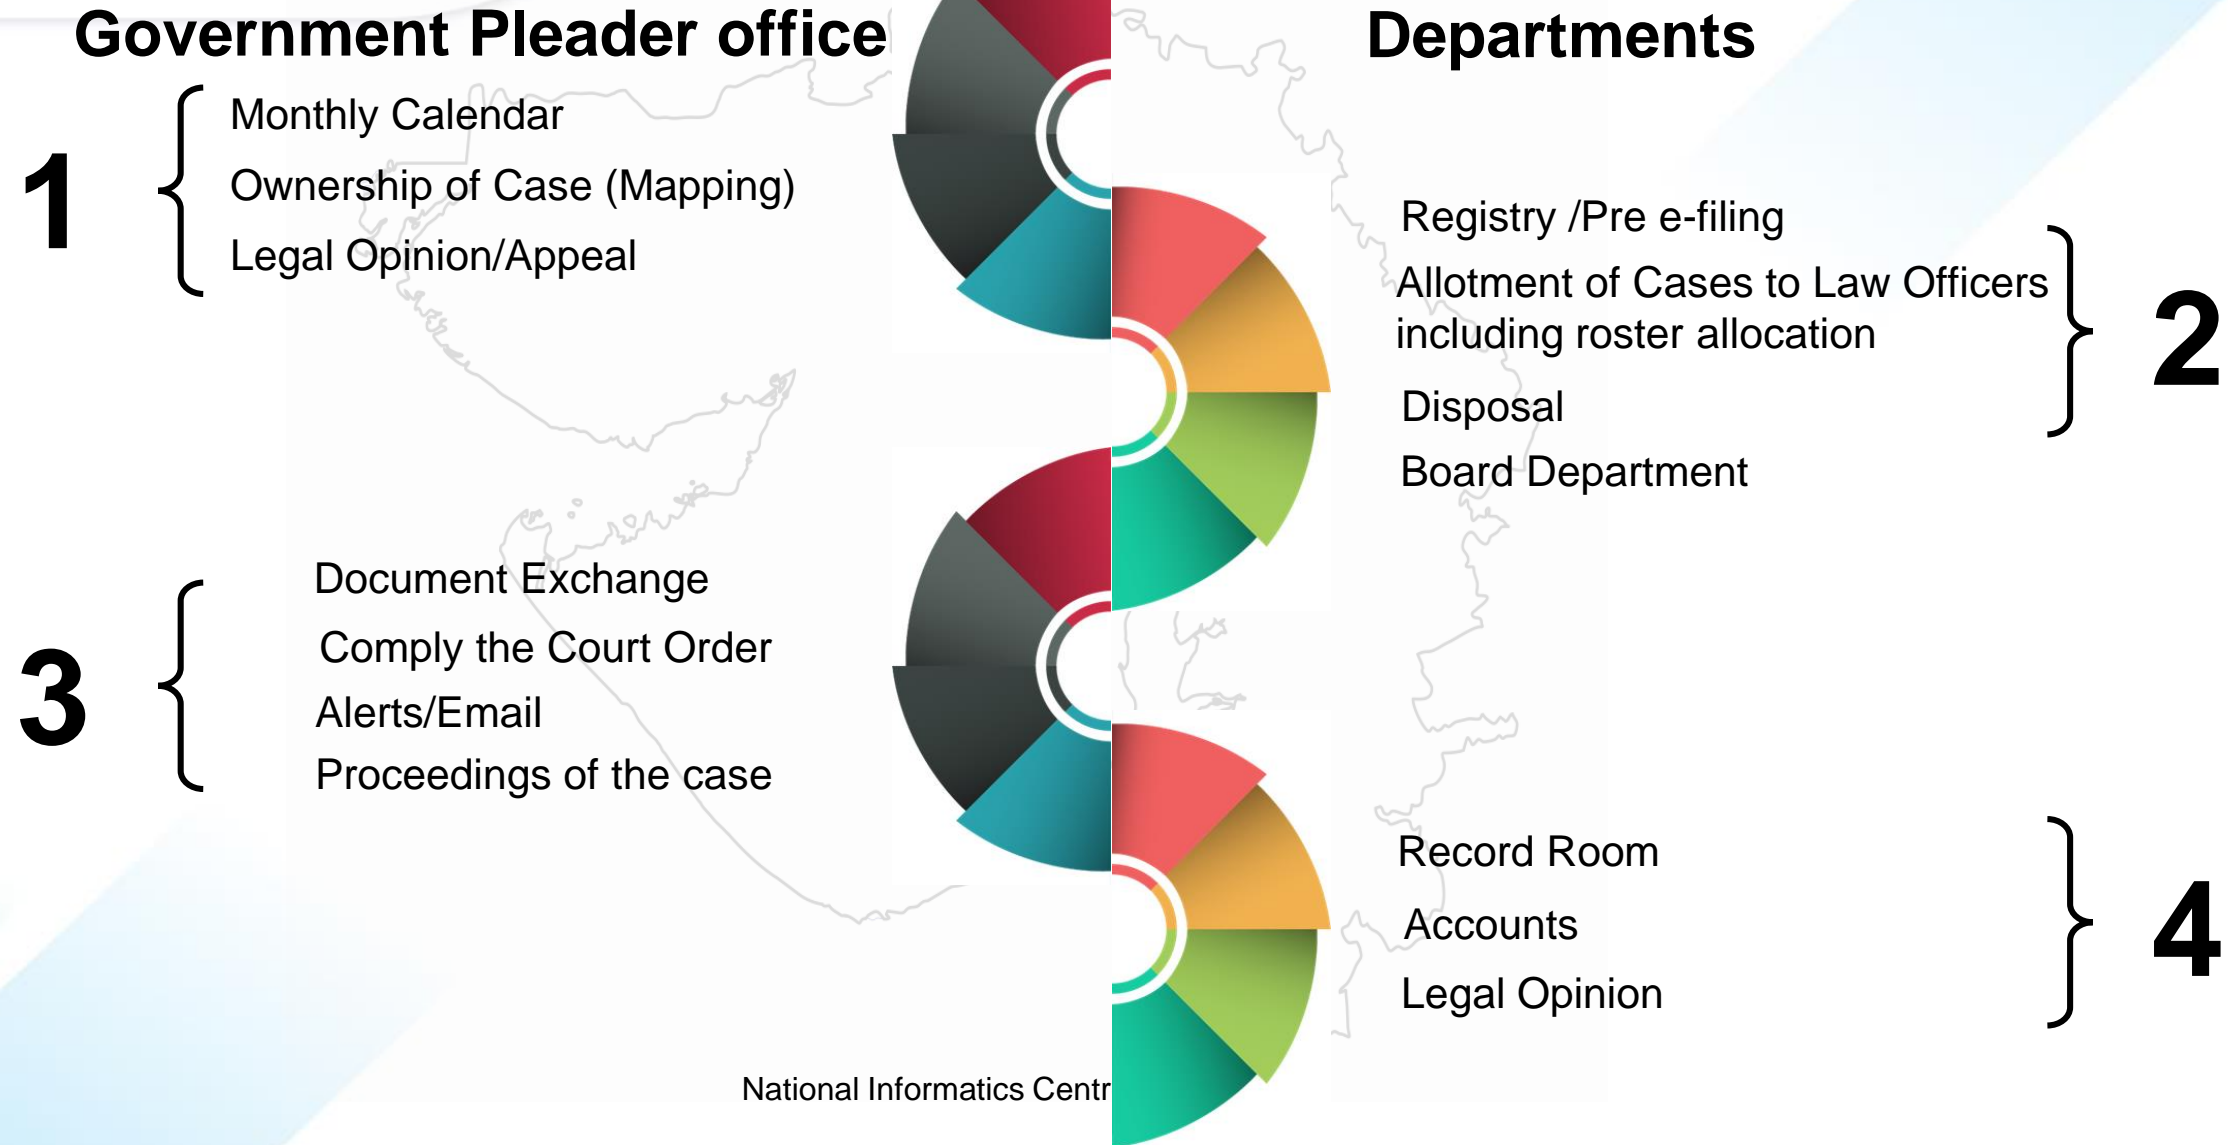 Government Pleader office
Departments
1
Monthly Calendar
Ownership of Case (Mapping)
Legal Opinion/Appeal
Registry /Pre e-filing
Allotment of Cases to Law Officers
including roster allocation
Disposal
Board Department
2
3
Document Exchange
Comply the Court Order
Alerts/Email
Proceedings of the case
Record Room
Accounts
Legal Opinion
4
National Informatics Centr